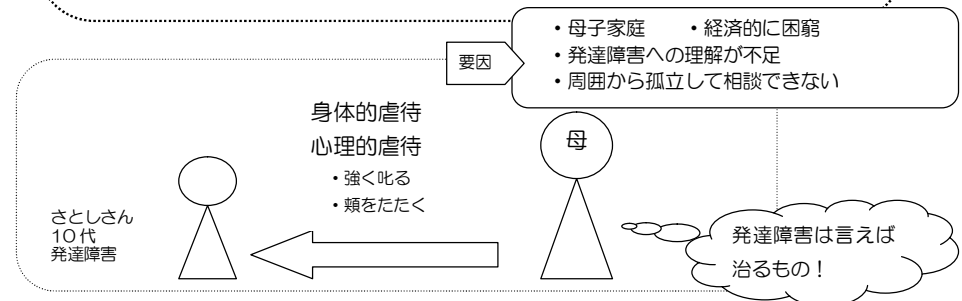 ・母子家庭　　・経済的に困窮
・発達障害への理解が不足
・周囲から孤立して相談できない
要因
身体的虐待
心理的虐待
・強く叱る
・頬をたたく
母
さとしさん
10代
発達障害
発達障害は言えば
治るもの！